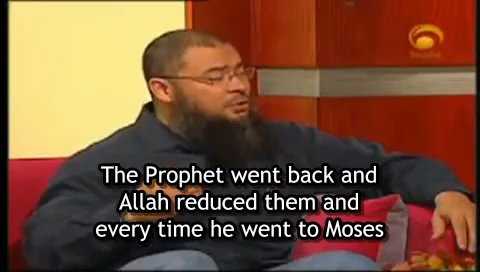 The Prophet went back and
Allah reduced them and
every time he went to Moses